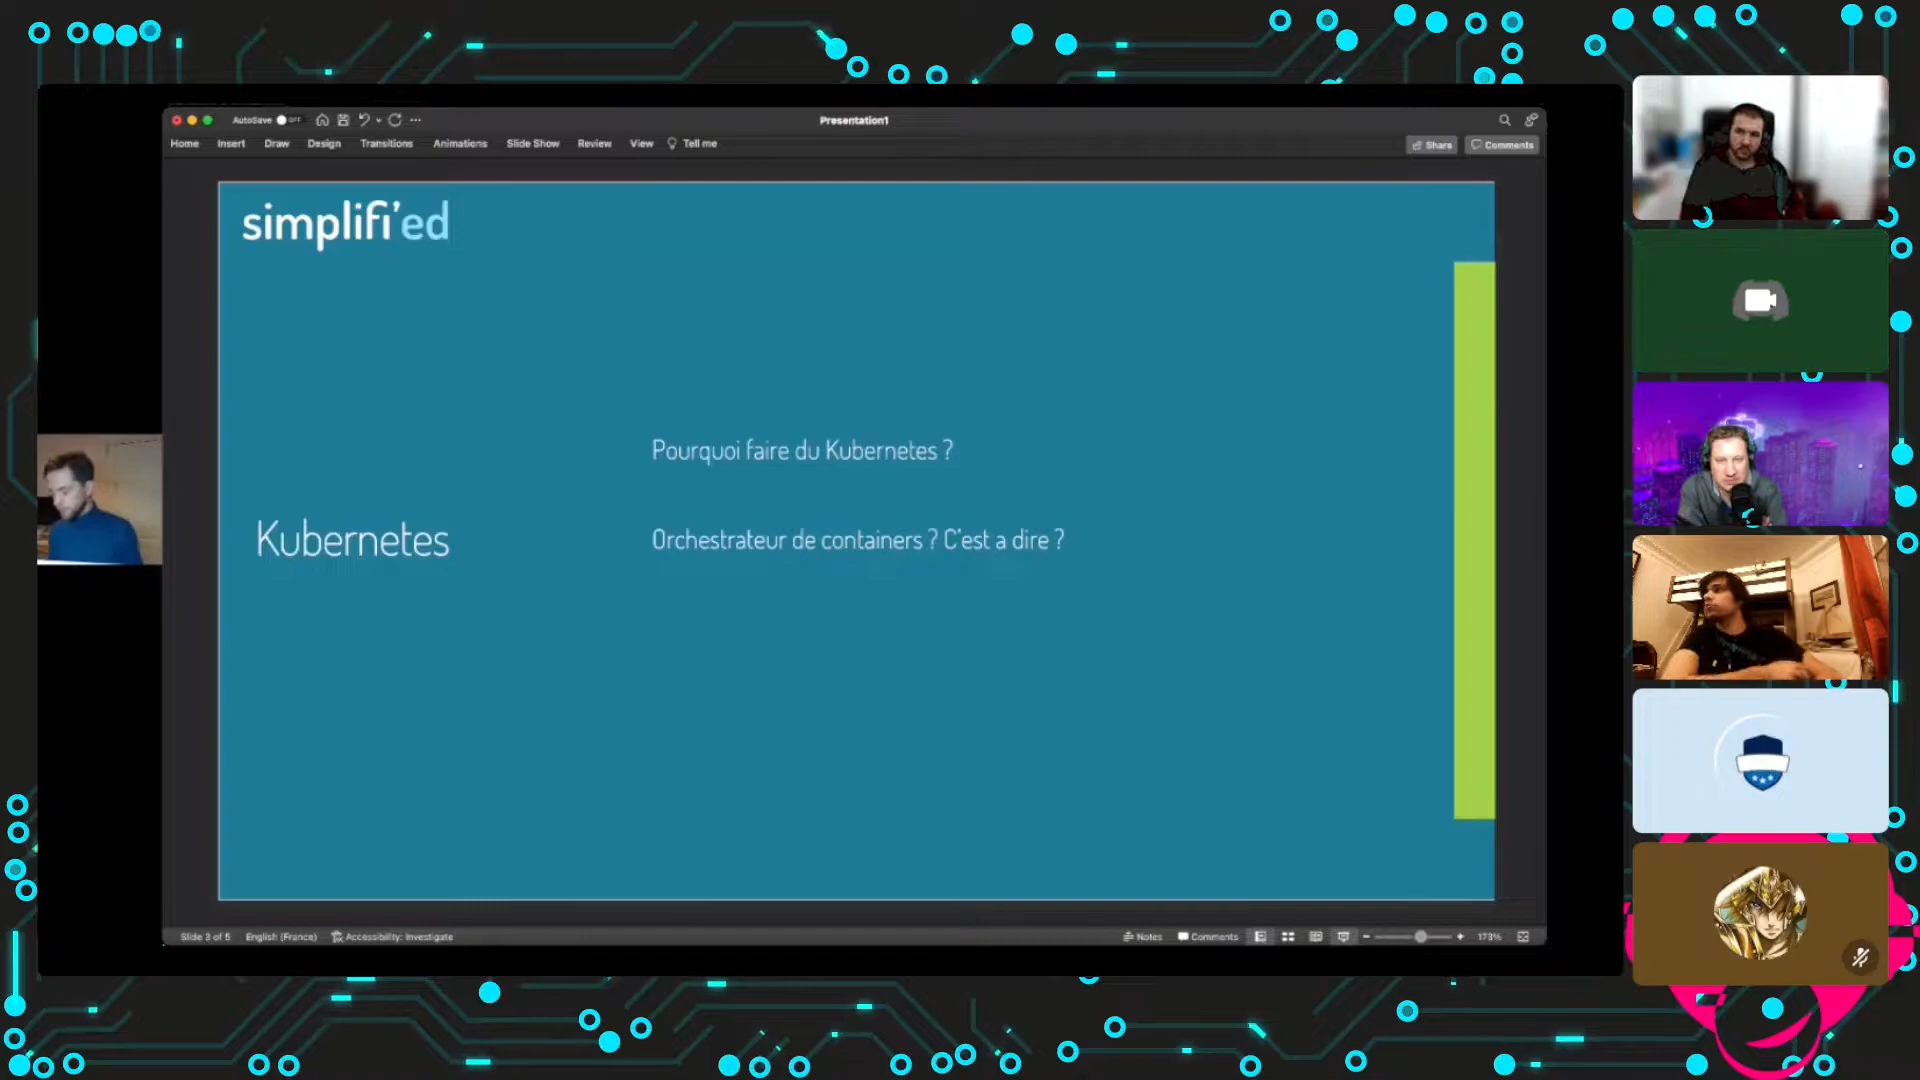 AutoSave OFF
Presentation1
Home Insert Draw Design Transitions Animations Slide Show Review View Tell me
Share Comments
simplifi'ed
Pourquoi faire du Kubernetes ?
Kubernetes
Orchestrateur de containers ? C'est a dire ?
Slide 3 of 5 English (France) Accessibility: Investigate
Notes Comments 173%